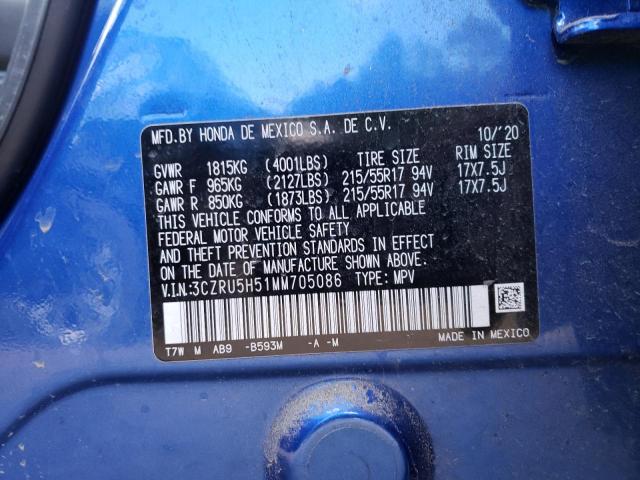 MFD.BY HONDA DE MEXICO S.A. DE C.V. 10/'20
GVWR 1815KG (4001LBS) TIRE SIZE RIM SIZE
GAWR F 965KG (2127LBS) 215/55R17 94V 17X7.5J
GAWR R 850KG (1873LBS) 215/55R17 94V 17X7.5J
THIS VEHICLE CONFORMS TO ALL APPLICABLE
FEDERAL MOTOR VEHICLE SAFETY
AND THEFT PREVENTION STANDARDS IN EFFECT
ON THE DATE OF MANUFACTURE SHOWN ABOVE.
V.I.N:3CZRU5H51MM705086 TYPE: MPV
T7W M AB9 -B593M -A -M MADE IN MEXICO